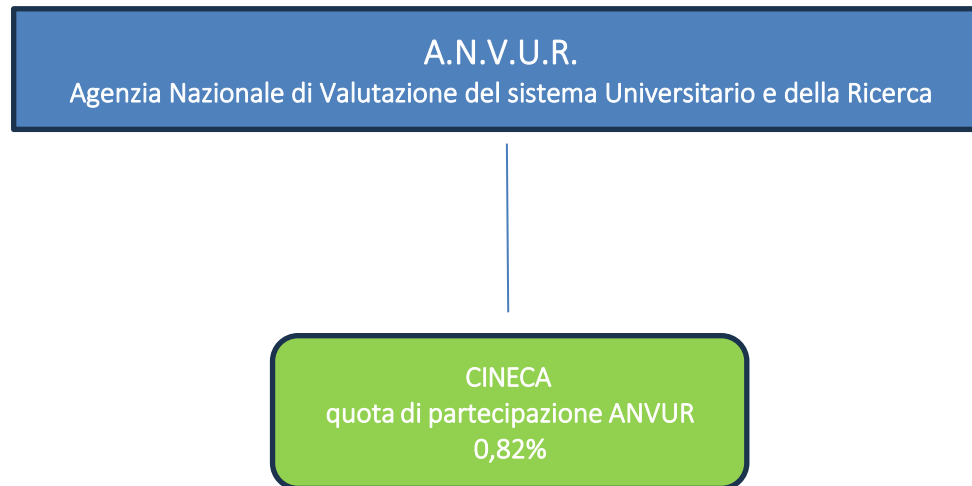 A.N.V.U.R.
Agenzia Nazionale di Valutazione del sistema Universitario e della Ricerca
CINECA
quota di partecipazione ANVUR
0,82%